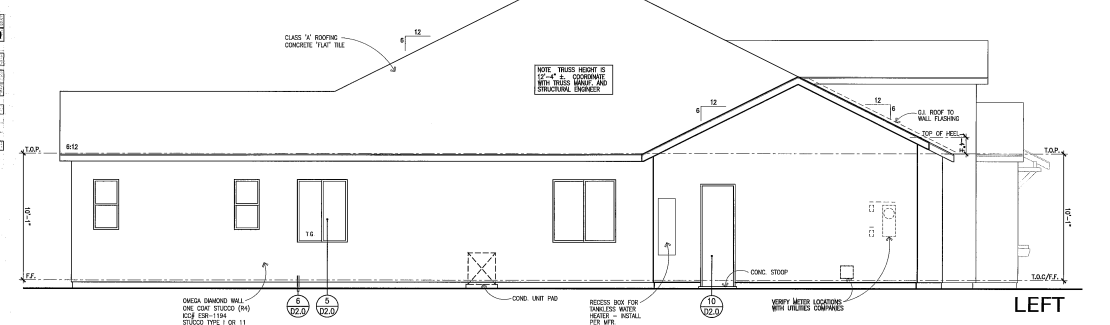 12
6
CLASS 'A' ROOFING
CONCRETE 'FLAT' TILE
NOTE TRUSS HEIGHT IS
12'-4" ±. COORDINATE
WITH TRUSS MANUF. AND
STRUCTURAL ENGINEER
12
6
12
6
G.I. ROOF TO
WALL FLASHING
TOP OF HEEL
6:12
T.O.P.
T.O.P.
10'-1"
10'-1"
TG
F.F.
T.O.C/F.F.
CONC. STOOP
OMEGA DIAMOND WALL
ONE COAT STUCCO (R4)
ICC# ESR-1194
STUCCO TYPE I OR 11
6
D2.0
5
D2.0
COND. UNIT PAD
RECESS BOX FOR
TANKLESS WATER
HEATER - INSTALL
PER MFR.
10
D2.0
VERIFY METER LOCATIONS
WITH UTILITIES COMPANIES
LEFT